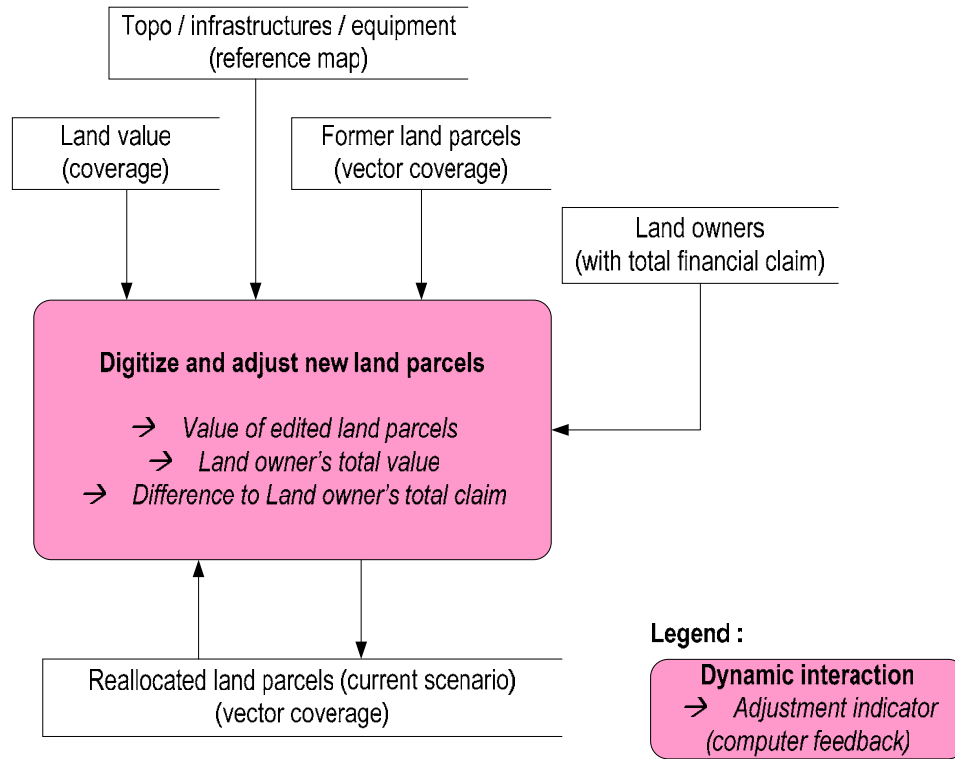 Topo / infrastructures / equipment
(reference map)
Land value
(coverage)
Former land parcels
(vector coverage)
Land owners
(with total financial claim)
Digitize and adjust new land parcels
→ Value of edited land parcels
→ Land owner's total value
→ Difference to Land owner's total claim
Reallocated land parcels (current scenario)
(vector coverage)
Legend :
Dynamic interaction
→ Adjustment indicator
(computer feedback)